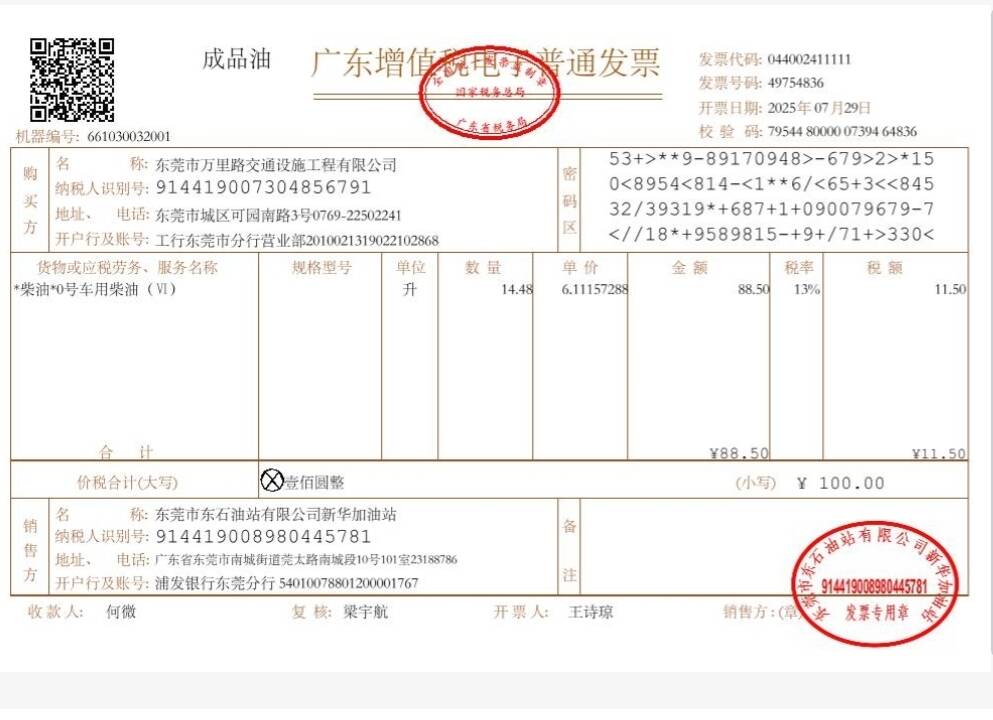 成品油
广东增值税电子普通发票
全国统一发票监制章
国家税务总局
广东省税务局
发票代码: 044002411111
发票号码: 49754836
开票日期: 2025年07月29日
校 验 码: 79544 80000 07394 64836
机器编号: 661030032001
购买方
名 称: 东莞市万里路交通设施工程有限公司
纳税人识别号: 914419007304856791
地址、 电话: 东莞市城区可园南路3号0769-22502241
开户行及账号: 工行东莞市分行营业部2010021319022102868
密码区
53+>**9-89170948>-679>2>*15
0<8954<814-<1**6/<65+3<<845
32/39319*+687+1+090079679-7
<//18*+9589815-+9+/71+>330<
货物或应税劳务、服务名称 规格型号 单位 数 量 单 价 金 额 税率 税 额
*柴油*0号车用柴油（Ⅵ） 升 14.48 6.11157288 88.50 13% 11.50
合 计 ¥88.50 ¥11.50
价税合计(大写) ⊗壹佰圆整 (小写) ¥ 100.00
销售方
名 称: 东莞市东石油站有限公司新华加油站
纳税人识别号: 914419008980445781
地址、 电话: 广东省东莞市南城街道莞太路南城段10号101室23188786
开户行及账号: 浦发银行东莞分行 54010078801200001767
备注
收 款 人: 何微 复 核: 梁宇航 开 票 人: 王诗琼 销售方: (章)
东莞市东石油站有限公司新华加油站
914419008980445781
发票专用章